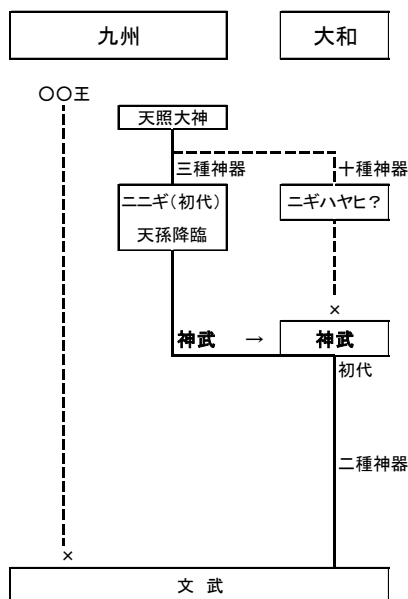 九州 大和
〇〇王
天照大神
三種神器 十種神器
ニニギ(初代) ニギハヤヒ?
天孫降臨
×
神武 → 神武
初代
二種神器
×
文 武